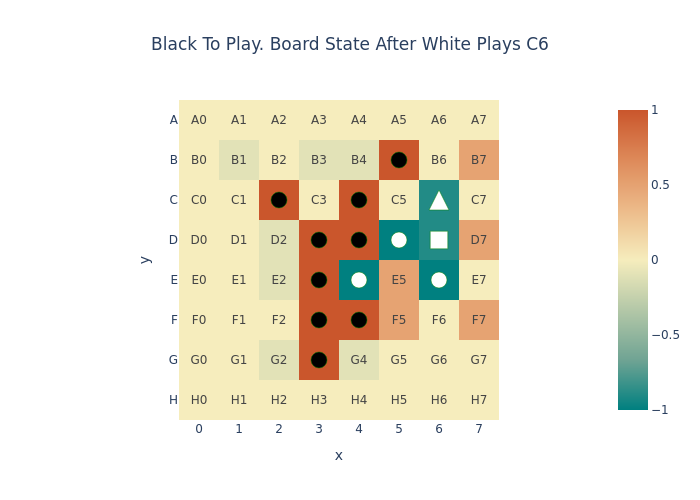 Black To Play. Board State After White Plays C6
A A0 A1 A2 A3 A4 A5 A6 A7
B B0 B1 B2 B3 B4 B6 B7
C C0 C1 C3 C5 C7
D D0 D1 D2 D7
E E0 E1 E2 E5 E7
F F0 F1 F2 F5 F6 F7
G G0 G1 G2 G4 G5 G6 G7
H H0 H1 H2 H3 H4 H5 H6 H7
0 1 2 3 4 5 6 7
x
y
1
0.5
0
−0.5
−1